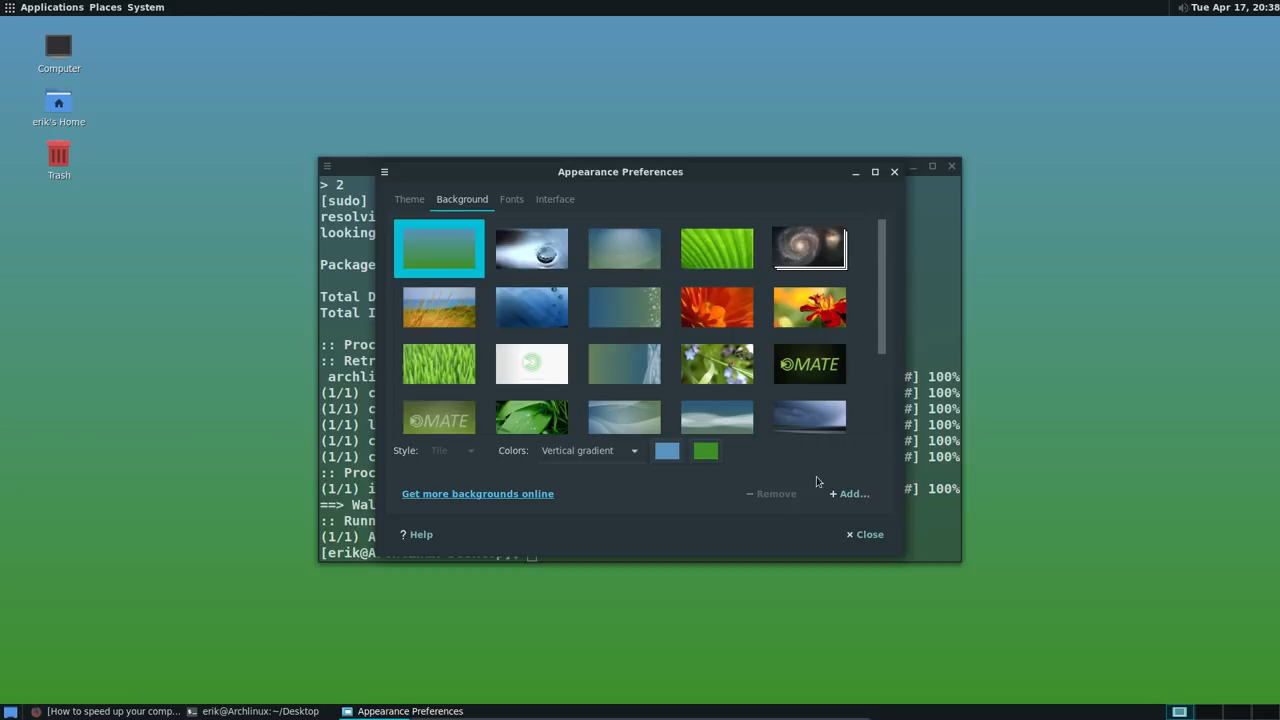 Applications Places System
Tue Apr 17, 20:38
Computer
erik's Home
Trash
Appearance Preferences
Theme Background Fonts Interface
> 2
[sudo]
resolvi
looking
Package
Total D
Total I
:: Proc
:: Retr
archli #] 100%
(1/1) c #] 100%
(1/1) c #] 100%
(1/1) l #] 100%
(1/1) c #] 100%
(1/1) c #] 100%
:: Proc
(1/1) i #] 100%
==> Wal
:: Runn
(1/1) A
[erik@A
MATE
MATE
Style: Tile Colors: Vertical gradient
Get more backgrounds online
Remove
Add...
Help
Close
[How to speed up your comp...
erik@Archlinux:~/Desktop
Appearance Preferences